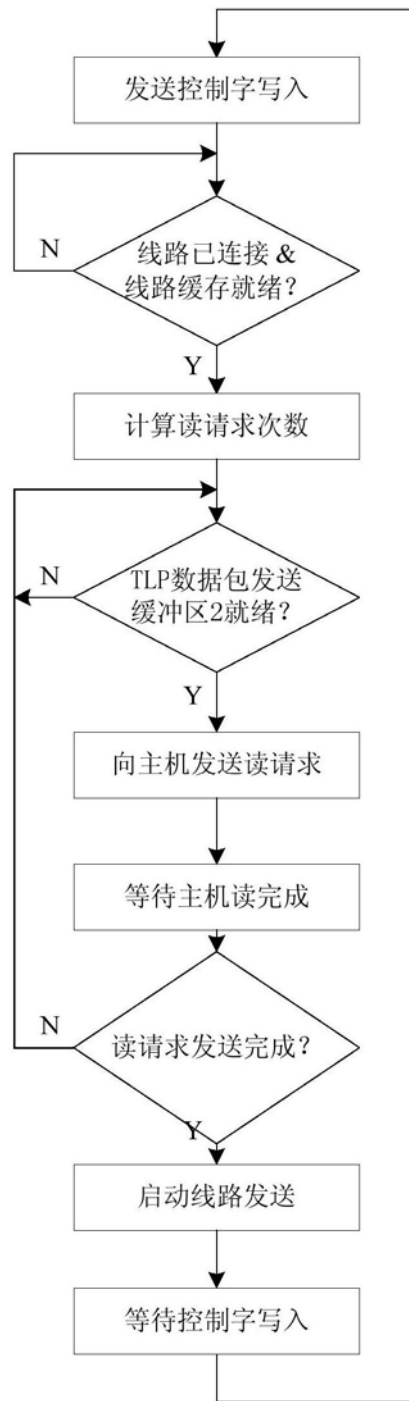 发送控制字写入
N
线路已连接 &
线路缓存就绪？
Y
计算读请求次数
N
TLP数据包发送
缓冲区2就绪？
Y
向主机发送读请求
等待主机读完成
N
读请求发送完成？
Y
启动线路发送
等待控制字写入